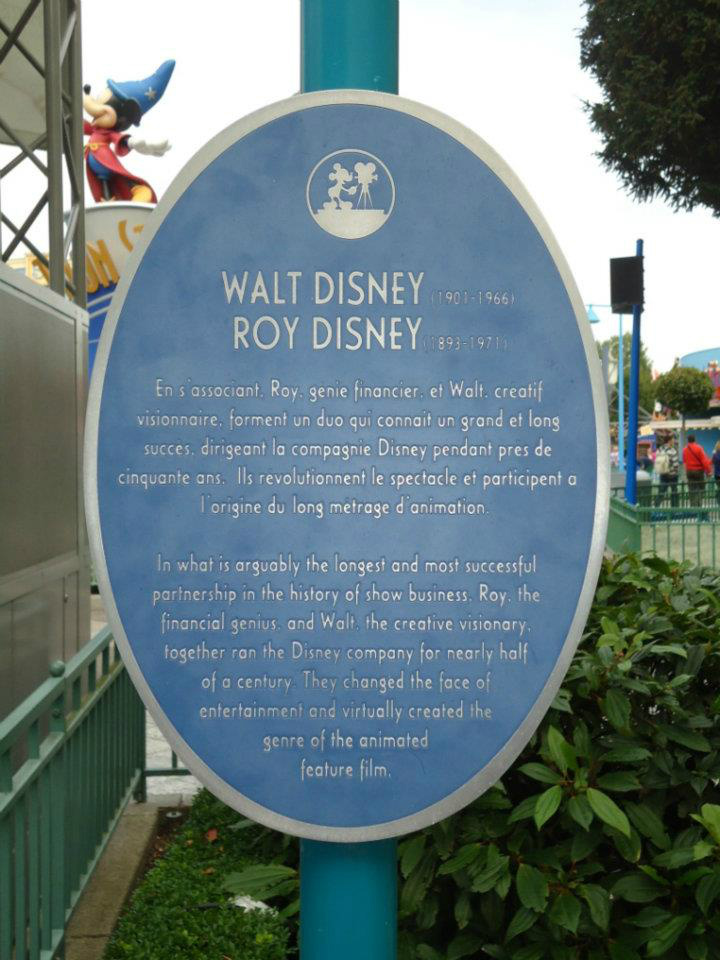 WALT DISNEY (1901-1966)
ROY DISNEY (1893-1971)
En s'associant, Roy, genie financier, et Walt, creatif
visionnaire, forment un duo qui connait un grand et long
succes, dirigeant la compagnie Disney pendant pres de
cinquante ans. Ils révolutionnent le spectacle et participent a
l'origine du long métrage d'animation.
In what is arguably the longest and most successful
partnership in the history of show business, Roy, the
financial genius, and Walt, the creative visionary,
together ran the Disney company for nearly half
of a century. They changed the face of
entertainment and virtually created the
genre of the animated
feature film.